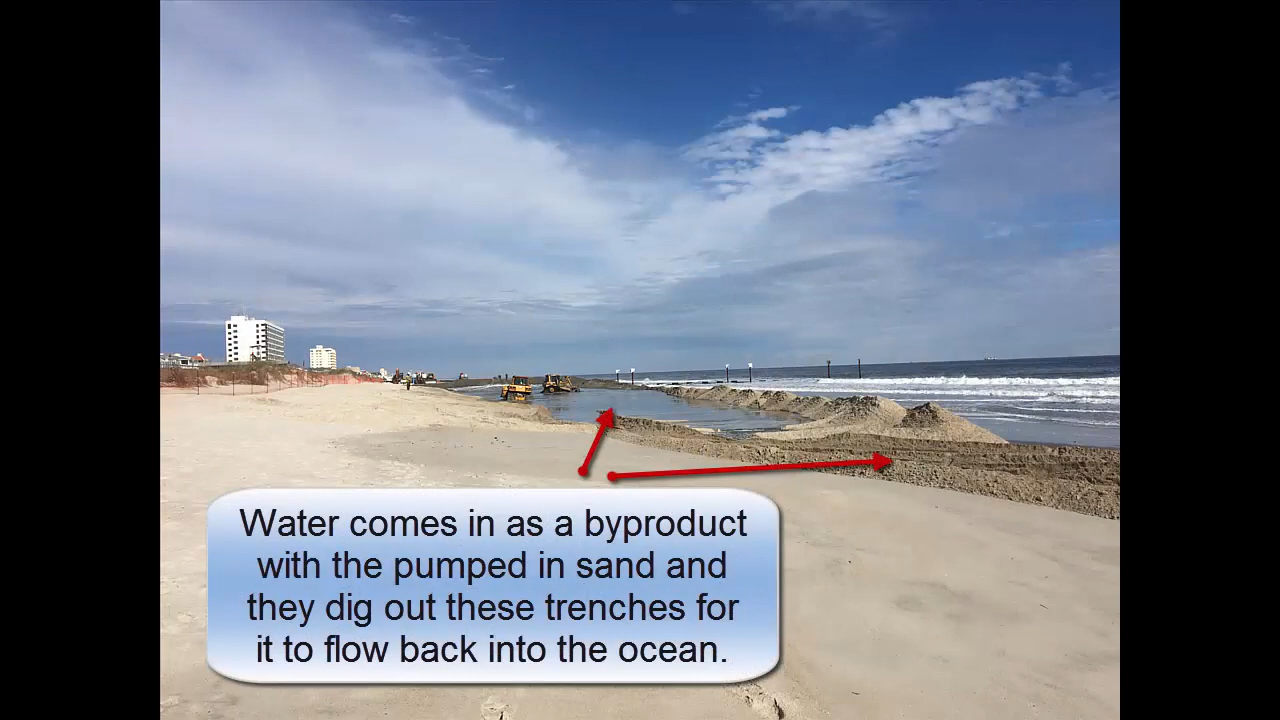 Water comes in as a byproduct
with the pumped in sand and
they dig out these trenches for
it to flow back into the ocean.